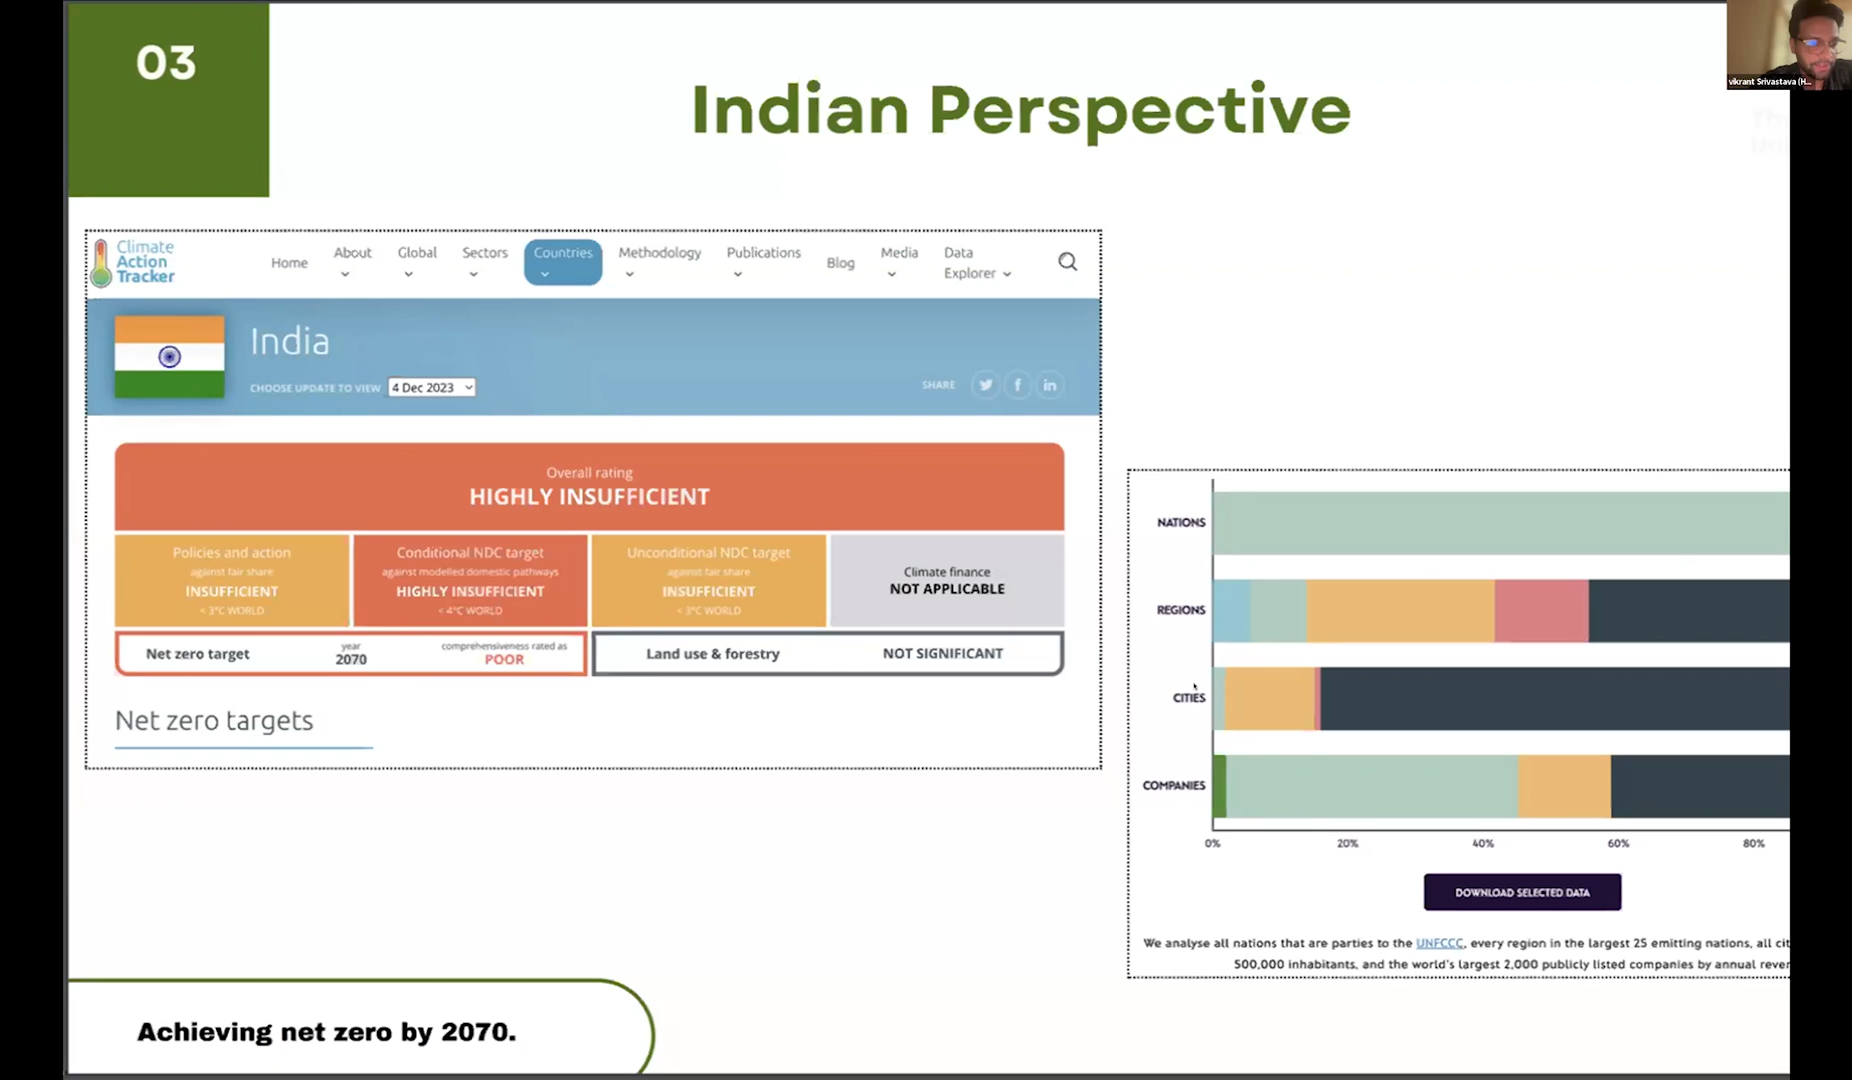 03
Indian Perspective
vikrant Srivastava (H...
Climate
Action
Tracker
Home
About
Global
Sectors
Countries
Methodology
Publications
Blog
Media
Data
Explorer
India
CHOOSE UPDATE TO VIEW 4 Dec 2023
SHARE
Overall rating
HIGHLY INSUFFICIENT
Policies and action
against fair share
INSUFFICIENT
< 3°C WORLD
Conditional NDC target
against modelled domestic pathways
HIGHLY INSUFFICIENT
< 4°C WORLD
Unconditional NDC target
against fair share
INSUFFICIENT
< 3°C WORLD
Climate finance
NOT APPLICABLE
Net zero target
year
2070
comprehensiveness rated as
POOR
Land use & forestry
NOT SIGNIFICANT
Net zero targets
NATIONS
REGIONS
CITIES
COMPANIES
0% 20% 40% 60% 80%
DOWNLOAD SELECTED DATA
We analyse all nations that are parties to the UNFCCC, every region in the largest 25 emitting nations, all cit
500,000 inhabitants, and the world's largest 2,000 publicly listed companies by annual rever
Achieving net zero by 2070.